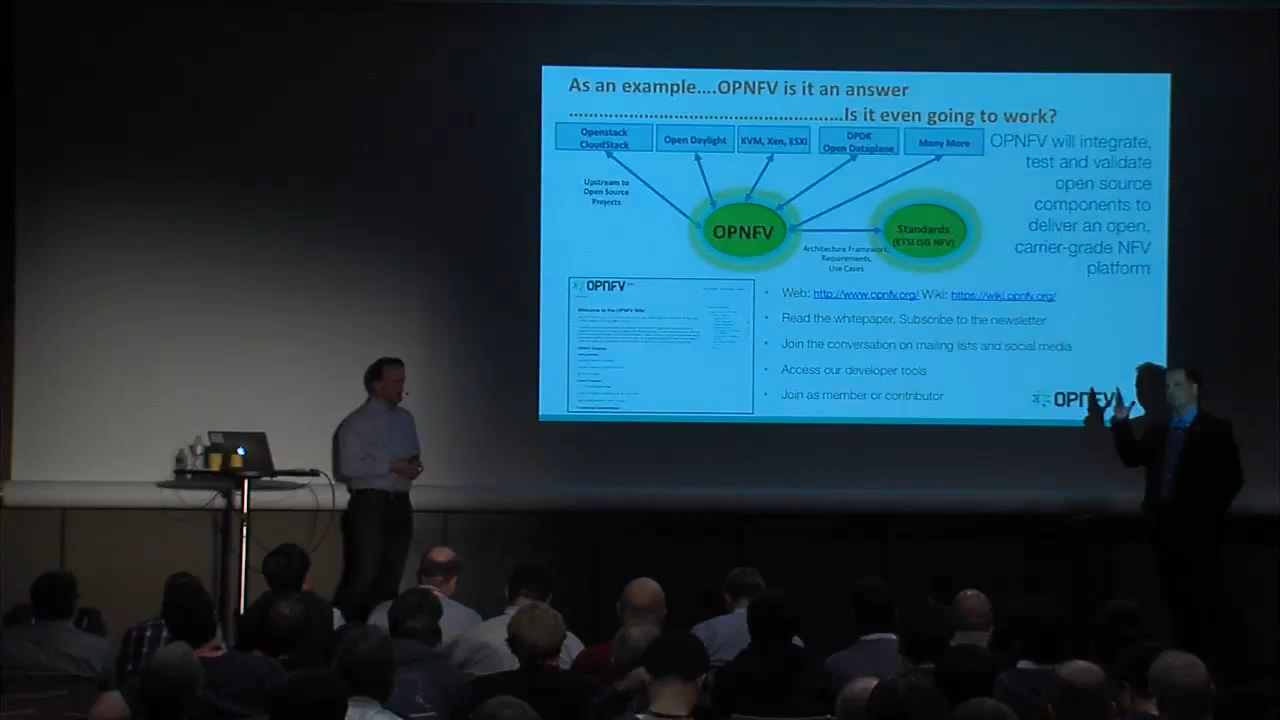 As an example....OPNFV is it an answer
...................................................Is it even going to work?
Openstack
CloudStack
Open Daylight
KVM, Xen, ESXi
DPDK
Open Dataplane
Many More
OPNFV will integrate,
test and validate
open source
components to
deliver an open,
carrier-grade NFV
platform
Upstream to
Open Source
Projects
OPNFV
Standards
(ETSI ISG NFV)
Architecture Framework,
Requirements,
Use Cases
OPNFV
Welcome to the OPNFV Wiki
• Web: http://www.opnfv.org/ Wiki: https://wiki.opnfv.org/
• Read the whitepaper, Subscribe to the newsletter
• Join the conversation on mailing lists and social media
• Access our developer tools
• Join as member or contributor
OPNFV